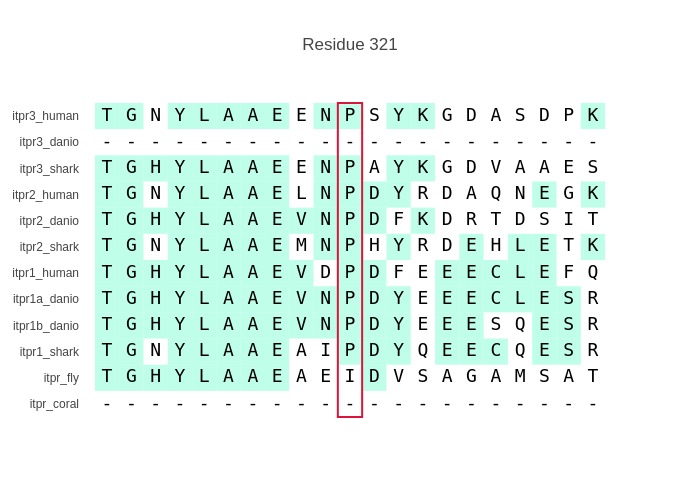 Residue 321
itpr3_human T G N Y L A A E E N P S Y K G D A S D P K
itpr3_danio - - - - - - - - - - - - - - - - - - - - -
itpr3_shark T G H Y L A A E E N P A Y K G D V A A E S
itpr2_human T G N Y L A A E L N P D Y R D A Q N E G K
itpr2_danio T G H Y L A A E V N P D F K D R T D S I T
itpr2_shark T G N Y L A A E M N P H Y R D E H L E T K
itpr1_human T G H Y L A A E V D P D F E E E C L E F Q
itpr1a_danio T G H Y L A A E V N P D Y E E E C L E S R
itpr1b_danio T G H Y L A A E V N P D Y E E E S Q E S R
itpr1_shark T G N Y L A A E A I P D Y Q E E C Q E S R
itpr_fly T G H Y L A A E A E I D V S A G A M S A T
itpr_coral - - - - - - - - - - - - - - - - - - - - -